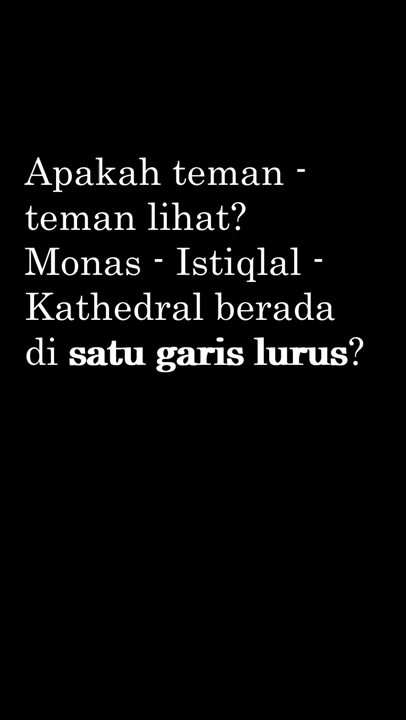 Apakah teman -
teman lihat?
Monas - Istiqlal -
Kathedral berada
di satu garis lurus?